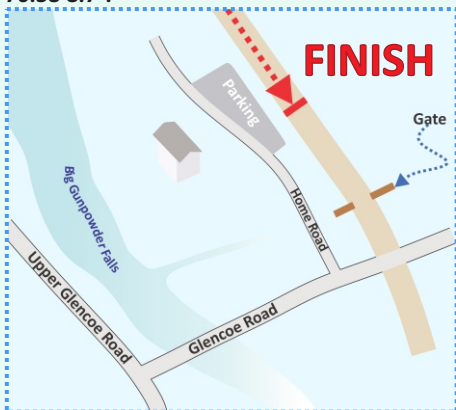 FINISH
Parking
Gate
Big Gunpowder Falls
Home Road
Upper Glencoe Road
Glencoe Road